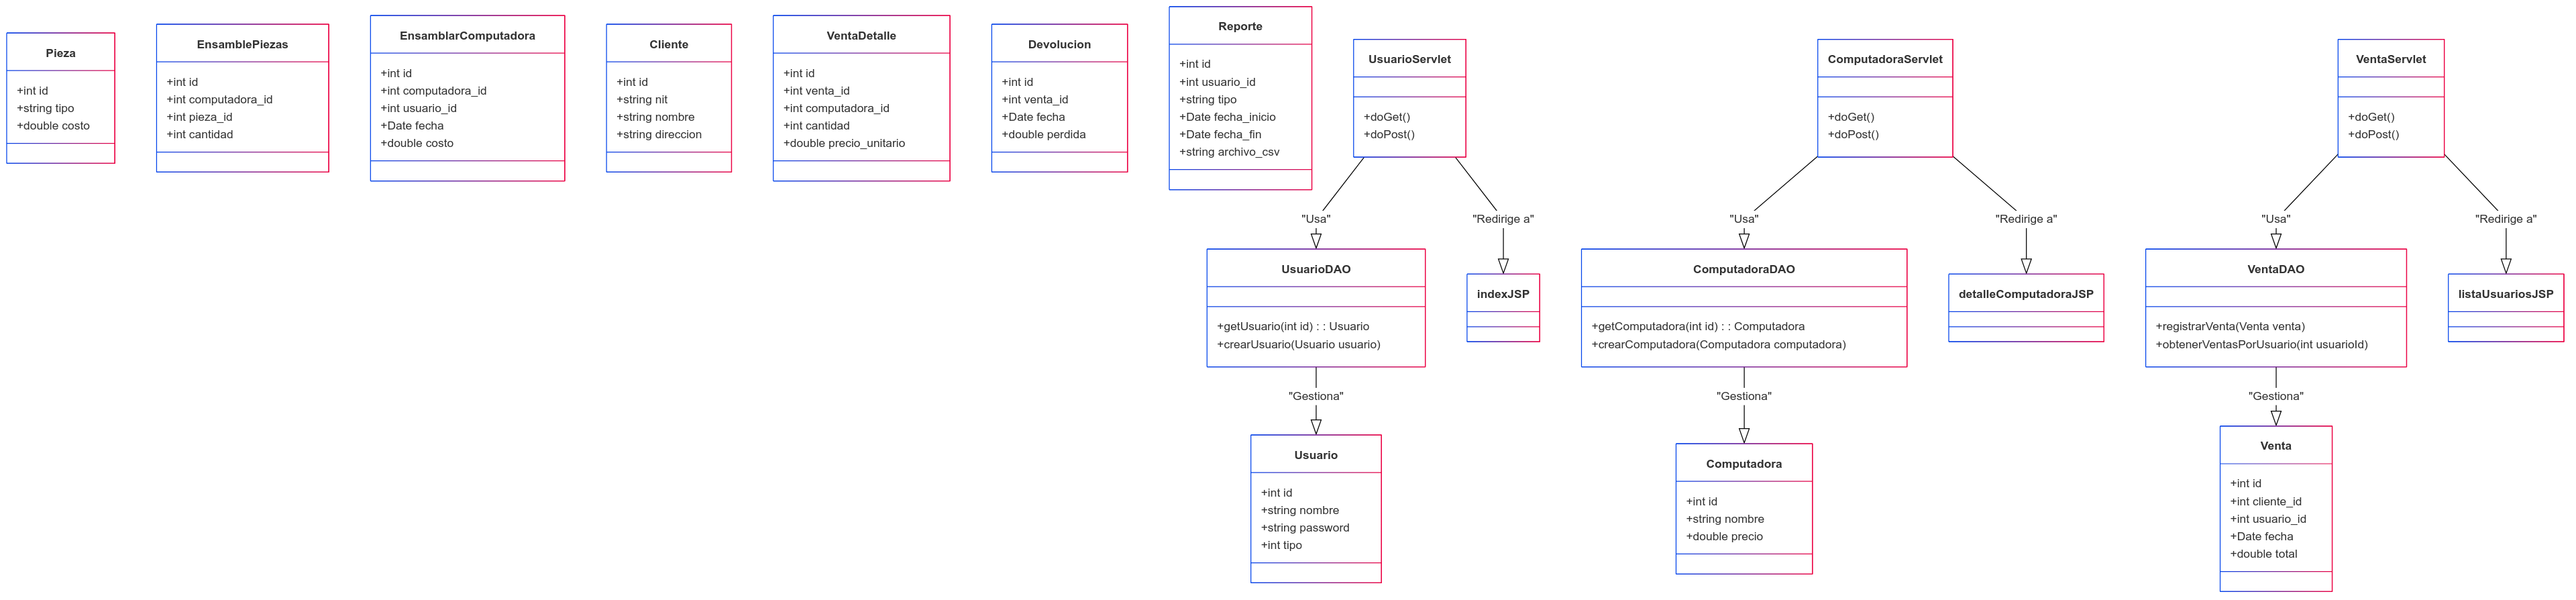 Pieza
+int id
+string tipo
+double costo
EnsamblePiezas
+int id
+int computadora_id
+int pieza_id
+int cantidad
EnsamblarComputadora
+int id
+int computadora_id
+int usuario_id
+Date fecha
+double costo
Cliente
+int id
+string nit
+string nombre
+string direccion
VentaDetalle
+int id
+int venta_id
+int computadora_id
+int cantidad
+double precio_unitario
Devolucion
+int id
+int venta_id
+Date fecha
+double perdida
Reporte
+int id
+int usuario_id
+string tipo
+Date fecha_inicio
+Date fecha_fin
+string archivo_csv
UsuarioServlet
+doGet()
+doPost()
"Usa"
"Redirige a"
UsuarioDAO
+getUsuario(int id) : : Usuario
+crearUsuario(Usuario usuario)
indexJSP
"Gestiona"
Usuario
+int id
+string nombre
+string password
+int tipo
ComputadoraServlet
+doGet()
+doPost()
"Usa"
"Redirige a"
ComputadoraDAO
+getComputadora(int id) : : Computadora
+crearComputadora(Computadora computadora)
detalleComputadoraJSP
"Gestiona"
Computadora
+int id
+string nombre
+double precio
VentaServlet
+doGet()
+doPost()
"Usa"
"Redirige a"
VentaDAO
+registrarVenta(Venta venta)
+obtenerVentasPorUsuario(int usuarioId)
listaUsuariosJSP
"Gestiona"
Venta
+int id
+int cliente_id
+int usuario_id
+Date fecha
+double total